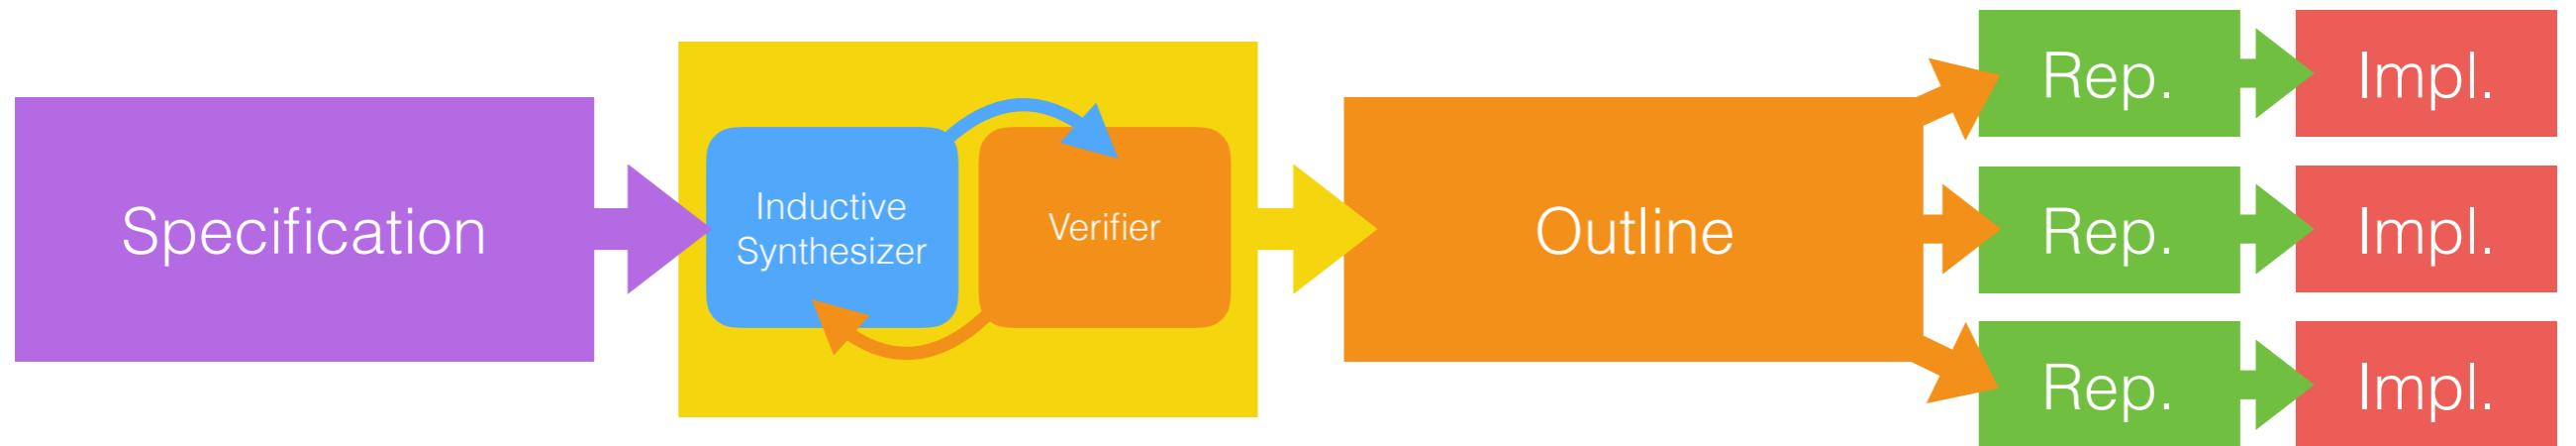 Specification
Inductive
Synthesizer
Verifier
Outline
Rep.
Impl.
Rep.
Impl.
Rep.
Impl.